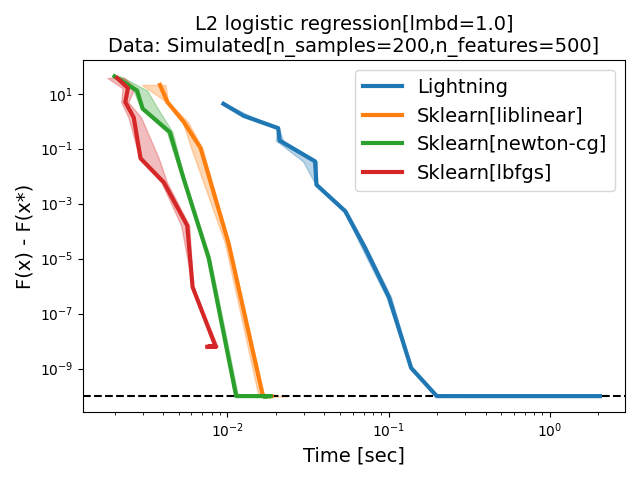 L2 logistic regression[lmbd=1.0]
Data: Simulated[n_samples=200,n_features=500]
Lightning
Sklearn[liblinear]
Sklearn[newton-cg]
Sklearn[lbfgs]
F(x) - F(x*)
10¹
10⁻¹
10⁻³
10⁻⁵
10⁻⁷
10⁻⁹
10⁻² 10⁻¹ 10⁰
Time [sec]